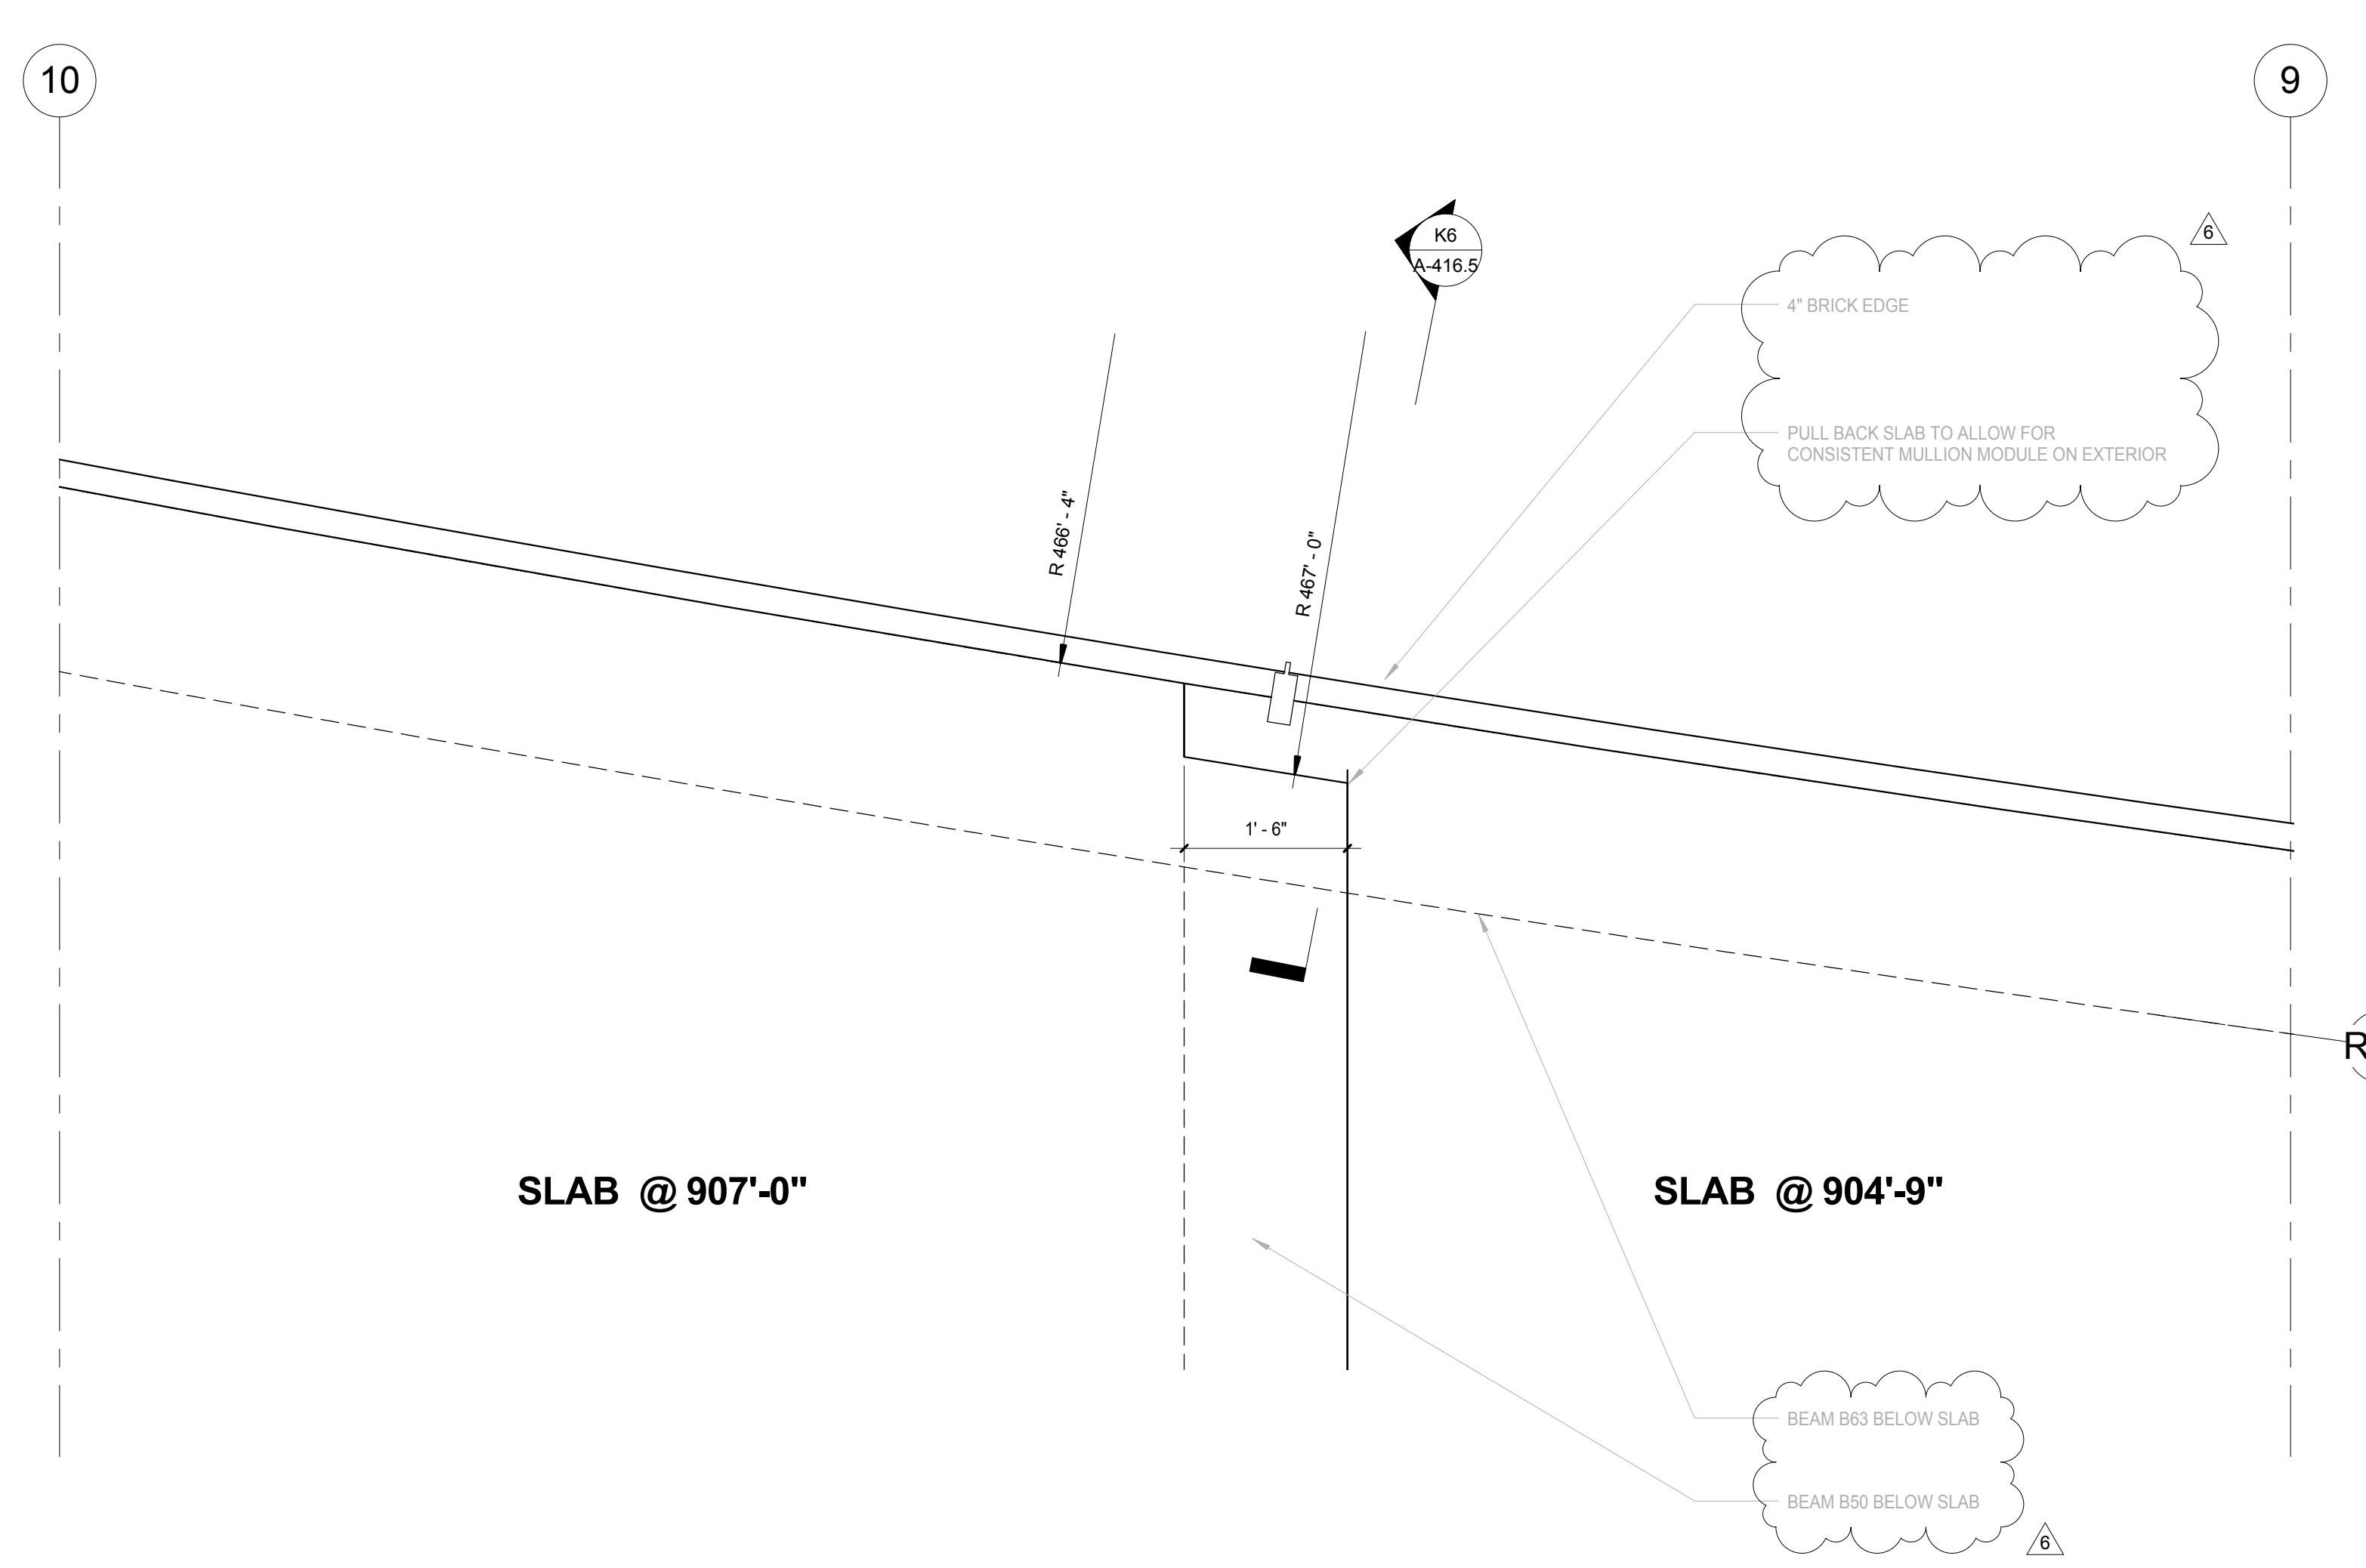 10
9
K6
A-416.5
6
4" BRICK EDGE
PULL BACK SLAB TO ALLOW FOR
CONSISTENT MULLION MODULE ON EXTERIOR
R 466' - 4"
R 467' - 0"
1' - 6"
R
SLAB @ 907'-0"
SLAB @ 904'-9"
BEAM B63 BELOW SLAB
BEAM B50 BELOW SLAB
6